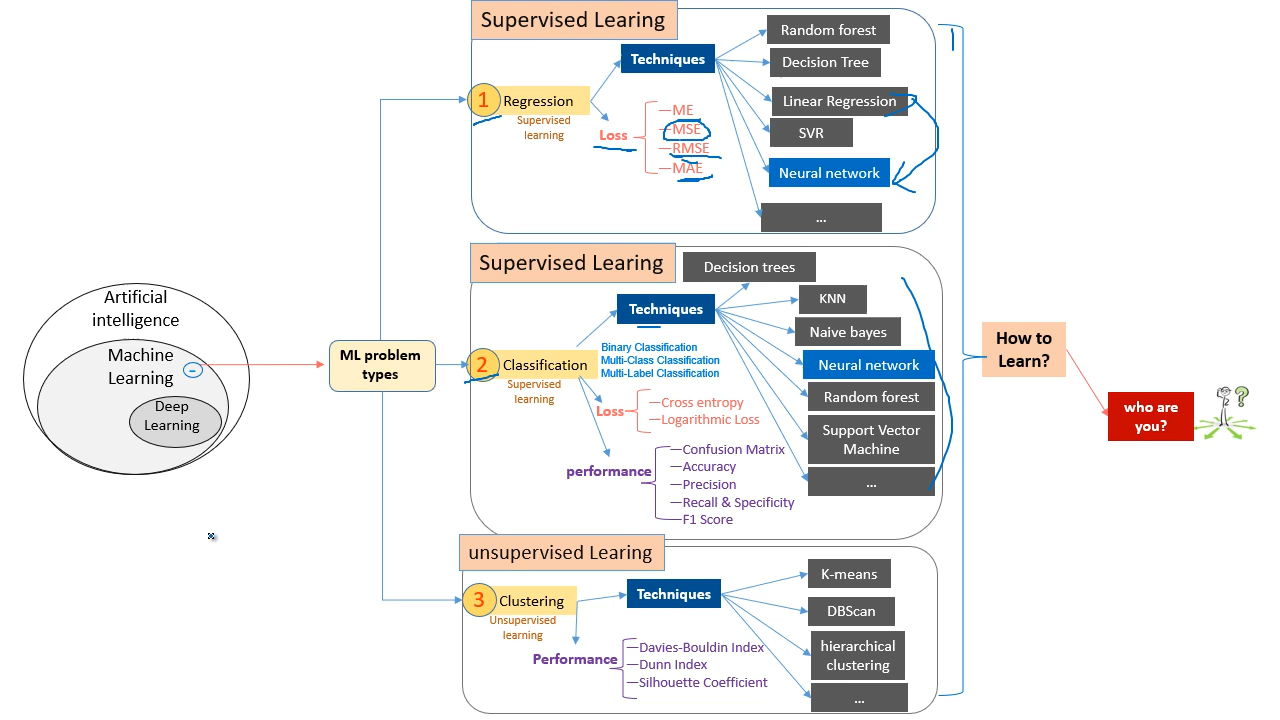 Artificial
intelligence
Machine
Learning
Deep
Learning
ML problem
types
Supervised Learing
1
Regression
Supervised
learning
Techniques
Loss
ME
MSE
RMSE
MAE
Random forest
Decision Tree
Linear Regression
SVR
Neural network
...
Supervised Learing
2
Classification
Supervised
learning
Techniques
Binary Classification
Multi-Class Classification
Multi-Label Classification
Loss
Cross entropy
Logarithmic Loss
performance
Confusion Matrix
Accuracy
Precision
Recall & Specificity
F1 Score
Decision trees
KNN
Naive bayes
Neural network
Random forest
Support Vector
Machine
...
unsupervised Learing
3
Clustering
Unsupervised
learning
Techniques
Performance
Davies-Bouldin Index
Dunn Index
Silhouette Coefficient
K-means
DBScan
hierarchical
clustering
...
How to
Learn?
who are
you?
?